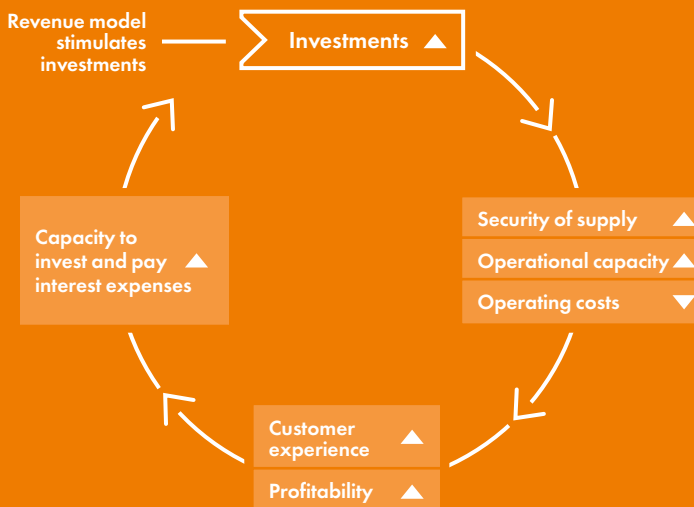 Revenue model
stimulates
investments
Investments
Security of supply
Operational capacity
Operating costs
Customer
experience
Profitability
Capacity to
invest and pay
interest expenses